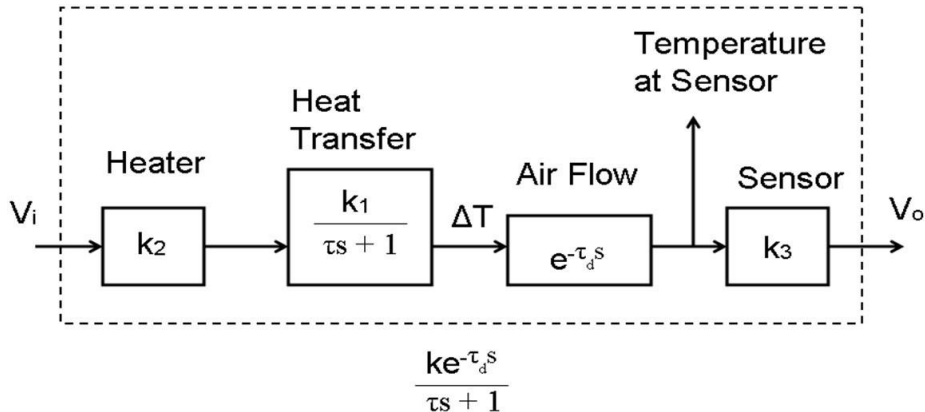 Temperature
at Sensor
Heat
Transfer
Heater
Air Flow
Sensor
Vi
k2
k1
τs + 1
ΔT
e-τds
k3
Vo
ke-τds
τs + 1